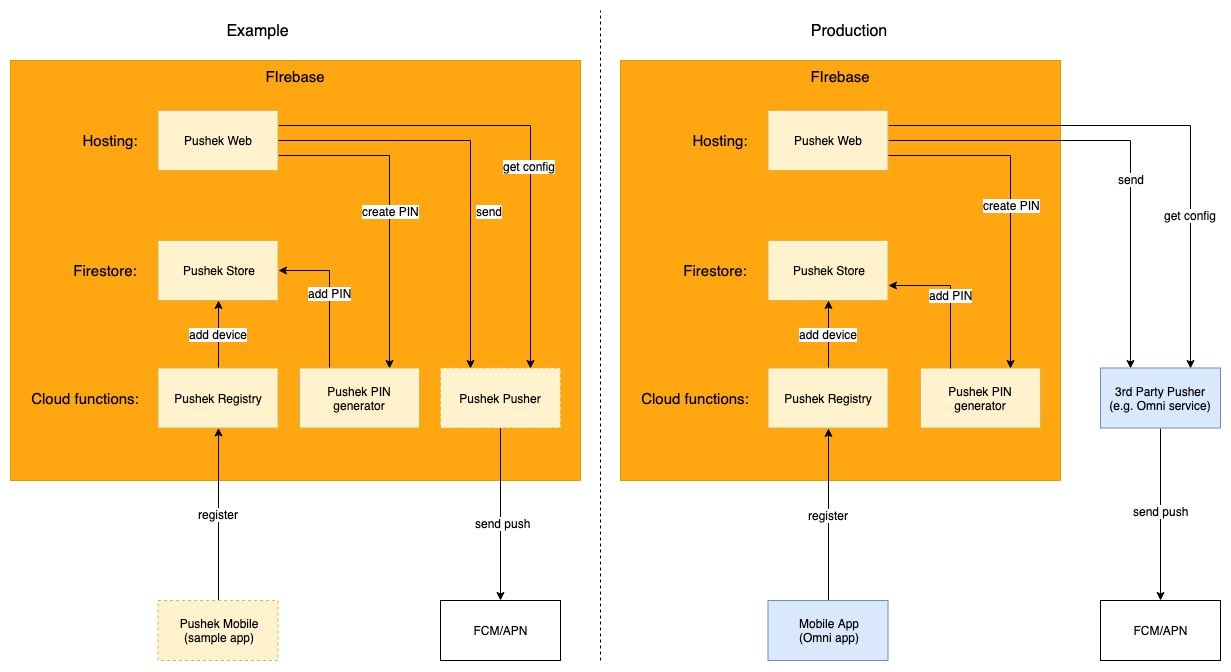 Example
FIrebase
Hosting:
Pushek Web
get config
create PIN
send
Firestore:
Pushek Store
add PIN
add device
Cloud functions:
Pushek Registry
Pushek PIN
generator
Pushek Pusher
register
send push
Pushek Mobile
(sample app)
FCM/APN
Production
FIrebase
Hosting:
Pushek Web
send
create PIN
get config
Firestore:
Pushek Store
add PIN
add device
Cloud functions:
Pushek Registry
Pushek PIN
generator
3rd Party Pusher
(e.g. Omni service)
register
send push
Mobile App
(Omni app)
FCM/APN